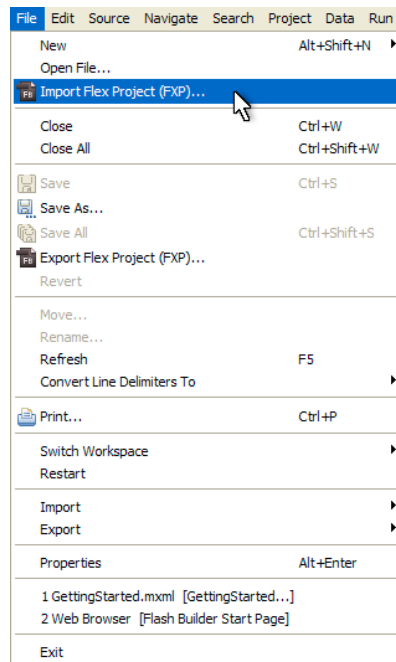 File Edit Source Navigate Search Project Data Run
New Alt+Shift+N
Open File...
Import Flex Project (FXP)...
Close Ctrl+W
Close All Ctrl+Shift+W
Save Ctrl+S
Save As...
Save All Ctrl+Shift+S
Export Flex Project (FXP)...
Revert
Move...
Rename...
Refresh F5
Convert Line Delimiters To
Print... Ctrl+P
Switch Workspace
Restart
Import
Export
Properties Alt+Enter
1 GettingStarted.mxml [GettingStarted...]
2 Web Browser [Flash Builder Start Page]
Exit